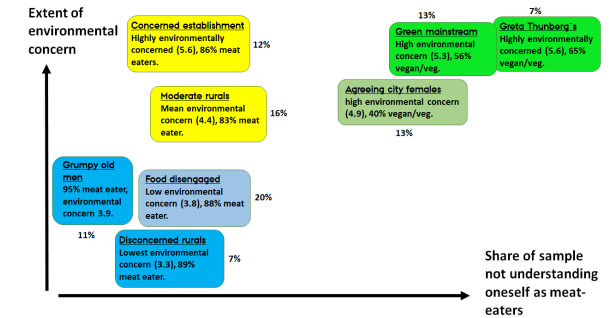 Extent of
environmental
concern
Concerned establishment
Highly environmentally
concerned (5.6), 86% meat
eaters.
12%
13%
Green mainstream
High environmental
concern (5.3), 56%
vegan/veg.
7%
Greta Thunberg´s
Highly environmentally
concerned (5.6), 65%
vegan/veg.
Moderate rurals
Mean environmental
concern (4.4), 83% meat
eater.
16%
Agreeing city females
high environmental concern
(4.9), 40% vegan/veg.
13%
Grumpy old
men
95% meat eater,
environmental
concern 3.9.
11%
Food disengaged
Low environmental
concern (3.8), 88% meat
eater.
20%
Disconcerned rurals
Lowest environmental
concern (3.3), 89%
meat eater.
7%
Share of sample
not understanding
oneself as meat-
eaters